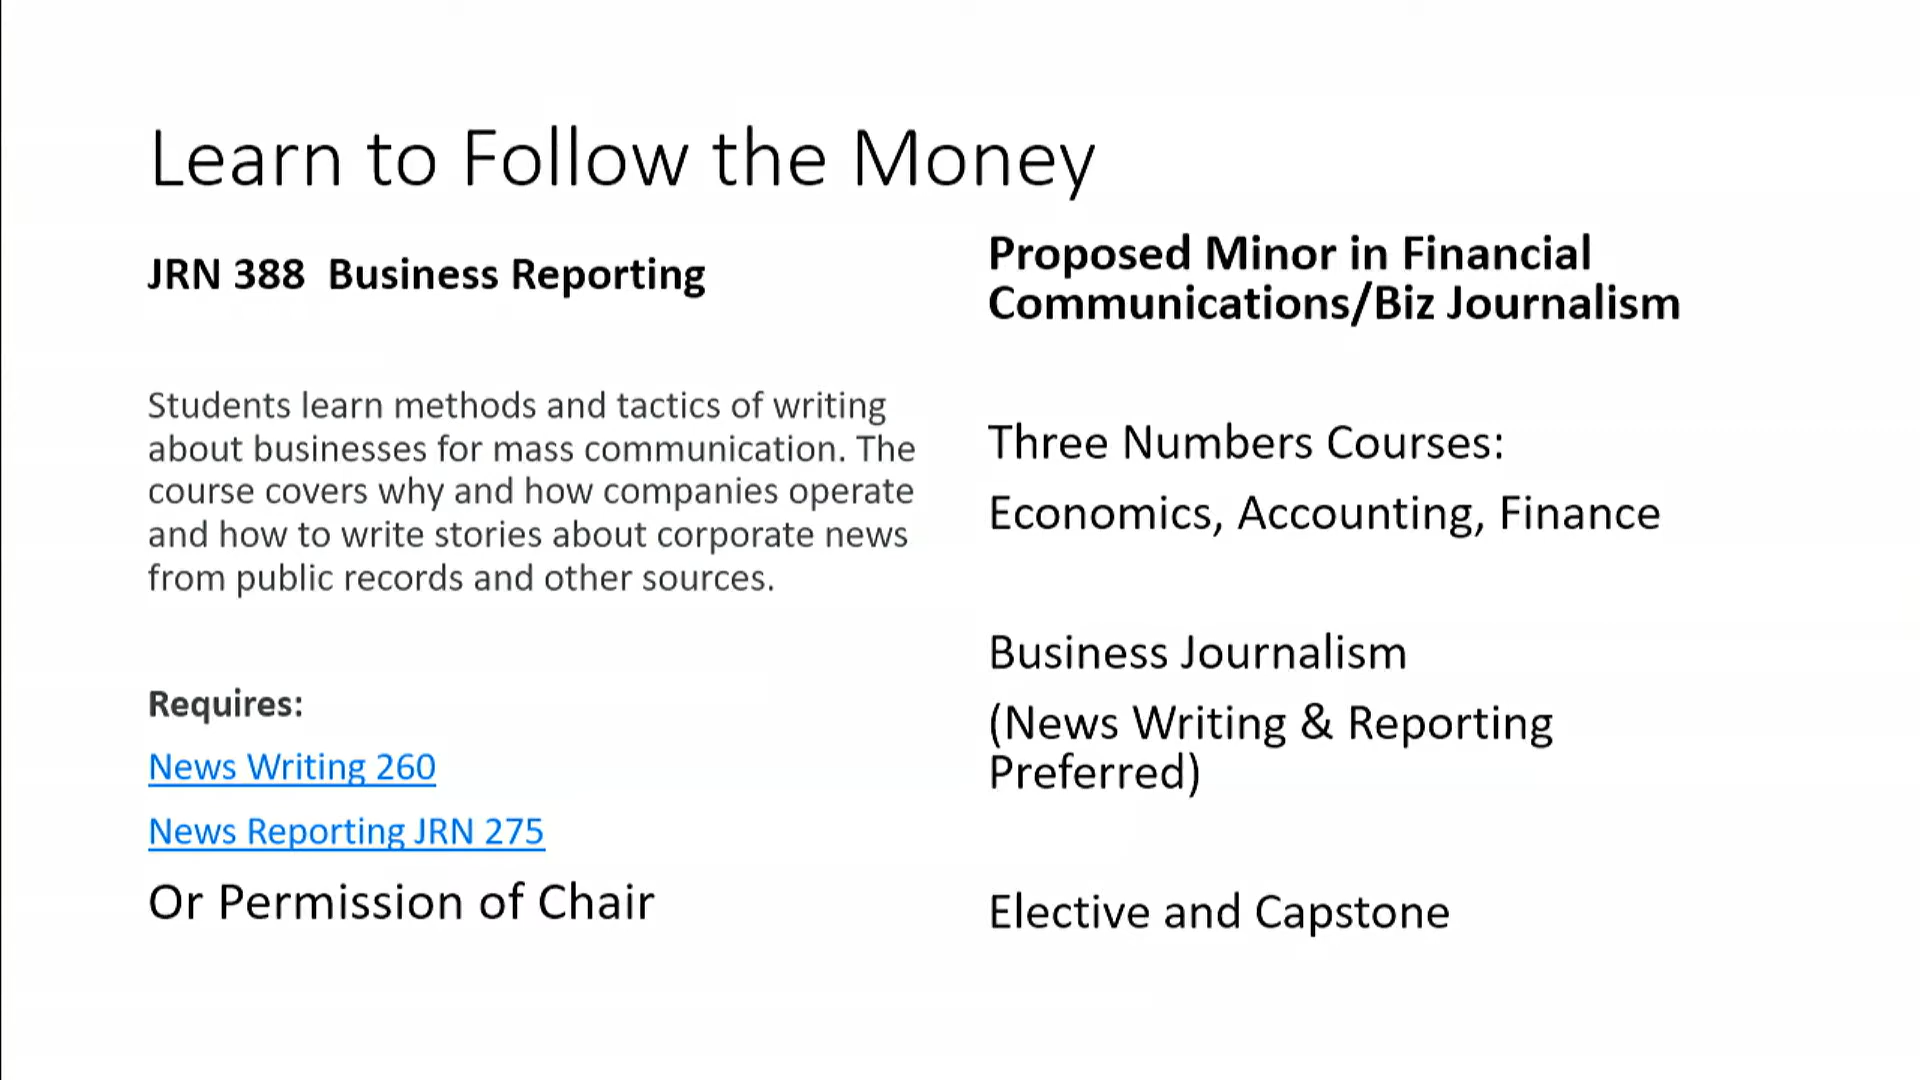 Learn to Follow the Money
JRN 388  Business Reporting
Students learn methods and tactics of writing
about businesses for mass communication. The
course covers why and how companies operate
and how to write stories about corporate news
from public records and other sources.
Requires:
News Writing 260
News Reporting JRN 275
Or Permission of Chair
Proposed Minor in Financial
Communications/Biz Journalism
Three Numbers Courses:
Economics, Accounting, Finance
Business Journalism
(News Writing & Reporting
Preferred)
Elective and Capstone